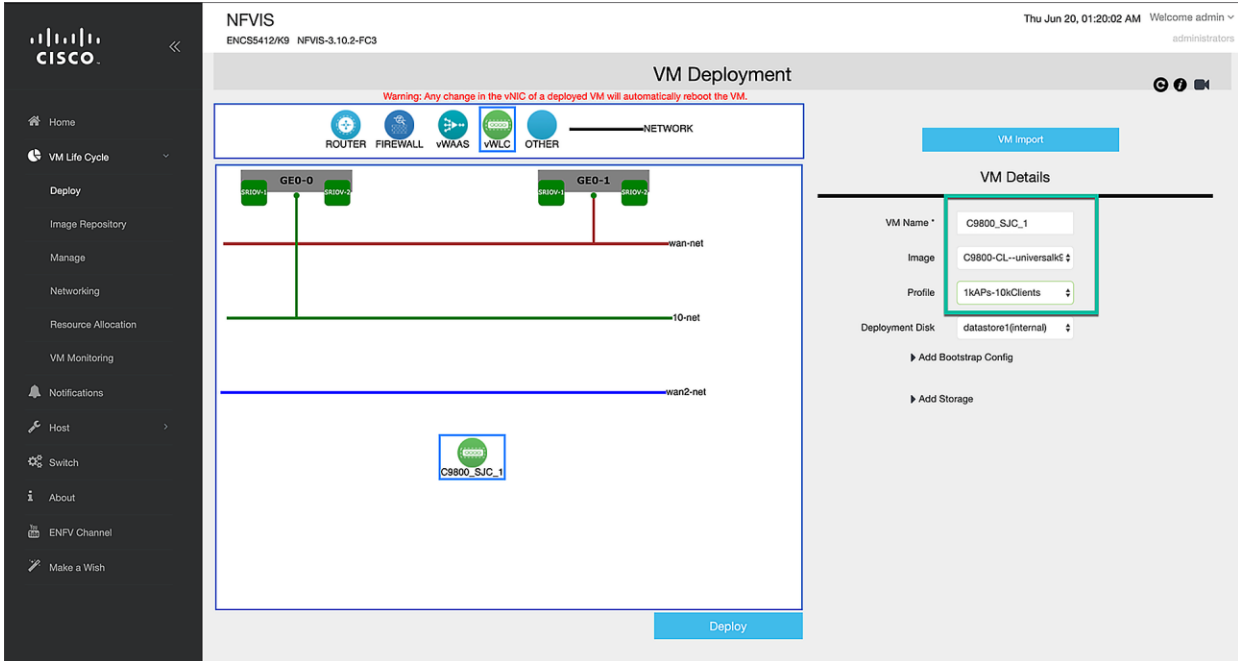 CISCO
NFVIS
ENCS5412/K9 NFVIS-3.10.2-FC3
Thu Jun 20, 01:20:02 AM Welcome admin
administrators
VM Deployment
Warning: Any change in the vNIC of a deployed VM will automatically reboot the VM.
Home
VM Life Cycle
Deploy
Image Repository
Manage
Networking
Resource Allocation
VM Monitoring
Notifications
Host
Switch
About
ENFV Channel
Make a Wish
ROUTER FIREWALL vWAAS vWLC OTHER NETWORK
GE0-0 GE0-1
SRIOV-1 SRIOV-2 SRIOV-1 SRIOV-2
wan-net
10-net
wan2-net
C9800_SJC_1
Deploy
VM Import
VM Details
VM Name * C9800_SJC_1
Image C9800-CL--universalk9
Profile 1kAPs-10kClients
Deployment Disk datastore1(internal)
Add Bootstrap Config
Add Storage